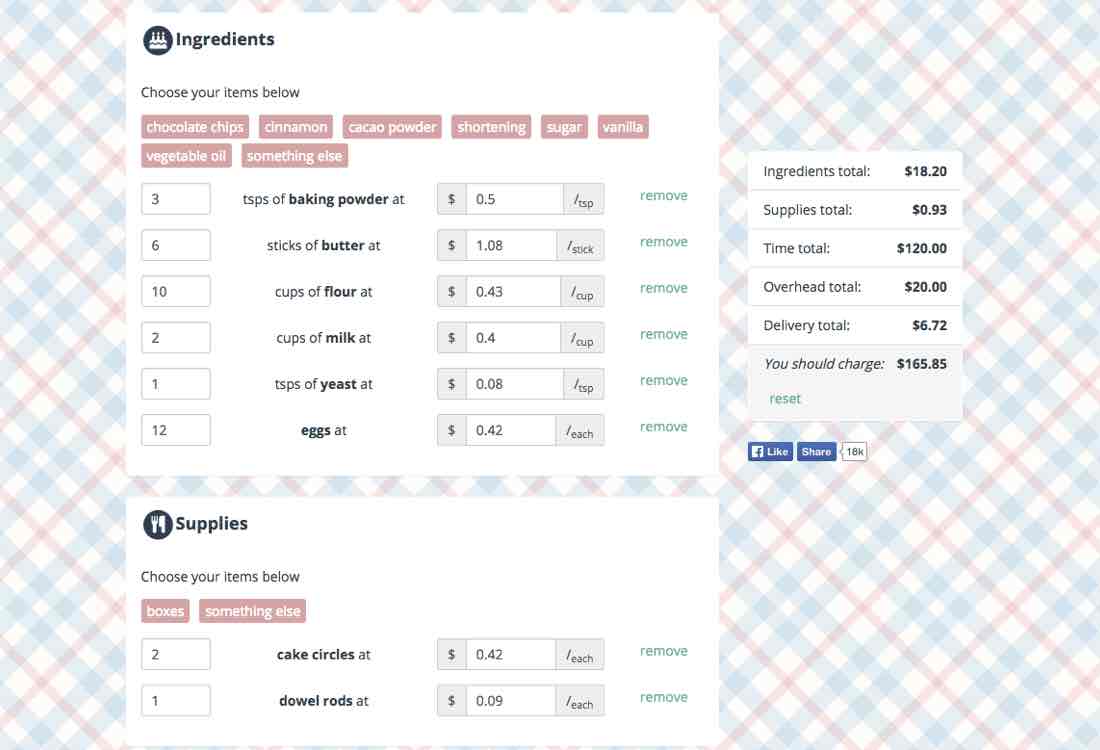 Ingredients
Choose your items below
chocolate chips cinnamon cacao powder shortening sugar vanilla
vegetable oil something else
3 tsps of baking powder at $ 0.5 /tsp remove
6 sticks of butter at $ 1.08 /stick remove
10 cups of flour at $ 0.43 /cup remove
2 cups of milk at $ 0.4 /cup remove
1 tsps of yeast at $ 0.08 /tsp remove
12 eggs at $ 0.42 /each remove
Supplies
Choose your items below
boxes something else
2 cake circles at $ 0.42 /each remove
1 dowel rods at $ 0.09 /each remove
Ingredients total: $18.20
Supplies total: $0.93
Time total: $120.00
Overhead total: $20.00
Delivery total: $6.72
You should charge: $165.85
reset
Like Share 18k